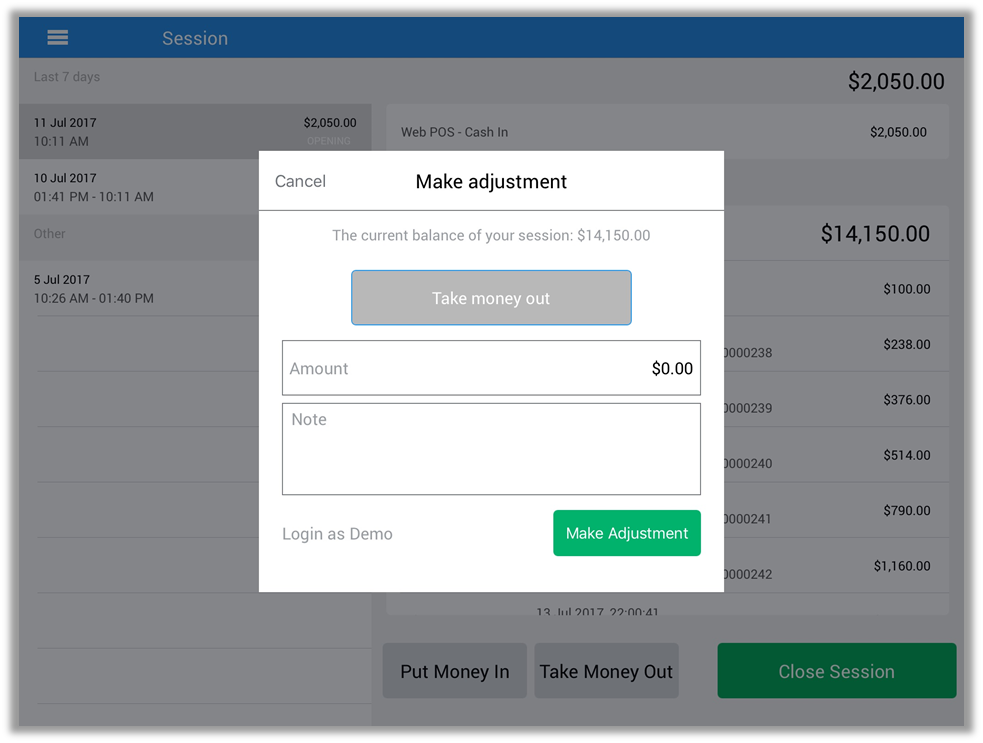 Session
Last 7 days
$2,050.00
11 Jul 2017
$2,050.00
10:11 AM
OPENING
Web POS - Cash In
$2,050.00
10 Jul 2017
01:41 PM - 10:11 AM
Other
5 Jul 2017
10:26 AM - 01:40 PM
Cancel
Make adjustment
The current balance of your session: $14,150.00
Take money out
Amount
$0.00
Note
Login as Demo
Make Adjustment
$14,150.00
$100.00
0000238
$238.00
0000239
$376.00
0000240
$514.00
0000241
$790.00
0000242
$1,160.00
13 Jul 2017, 22:00:41
Put Money In
Take Money Out
Close Session